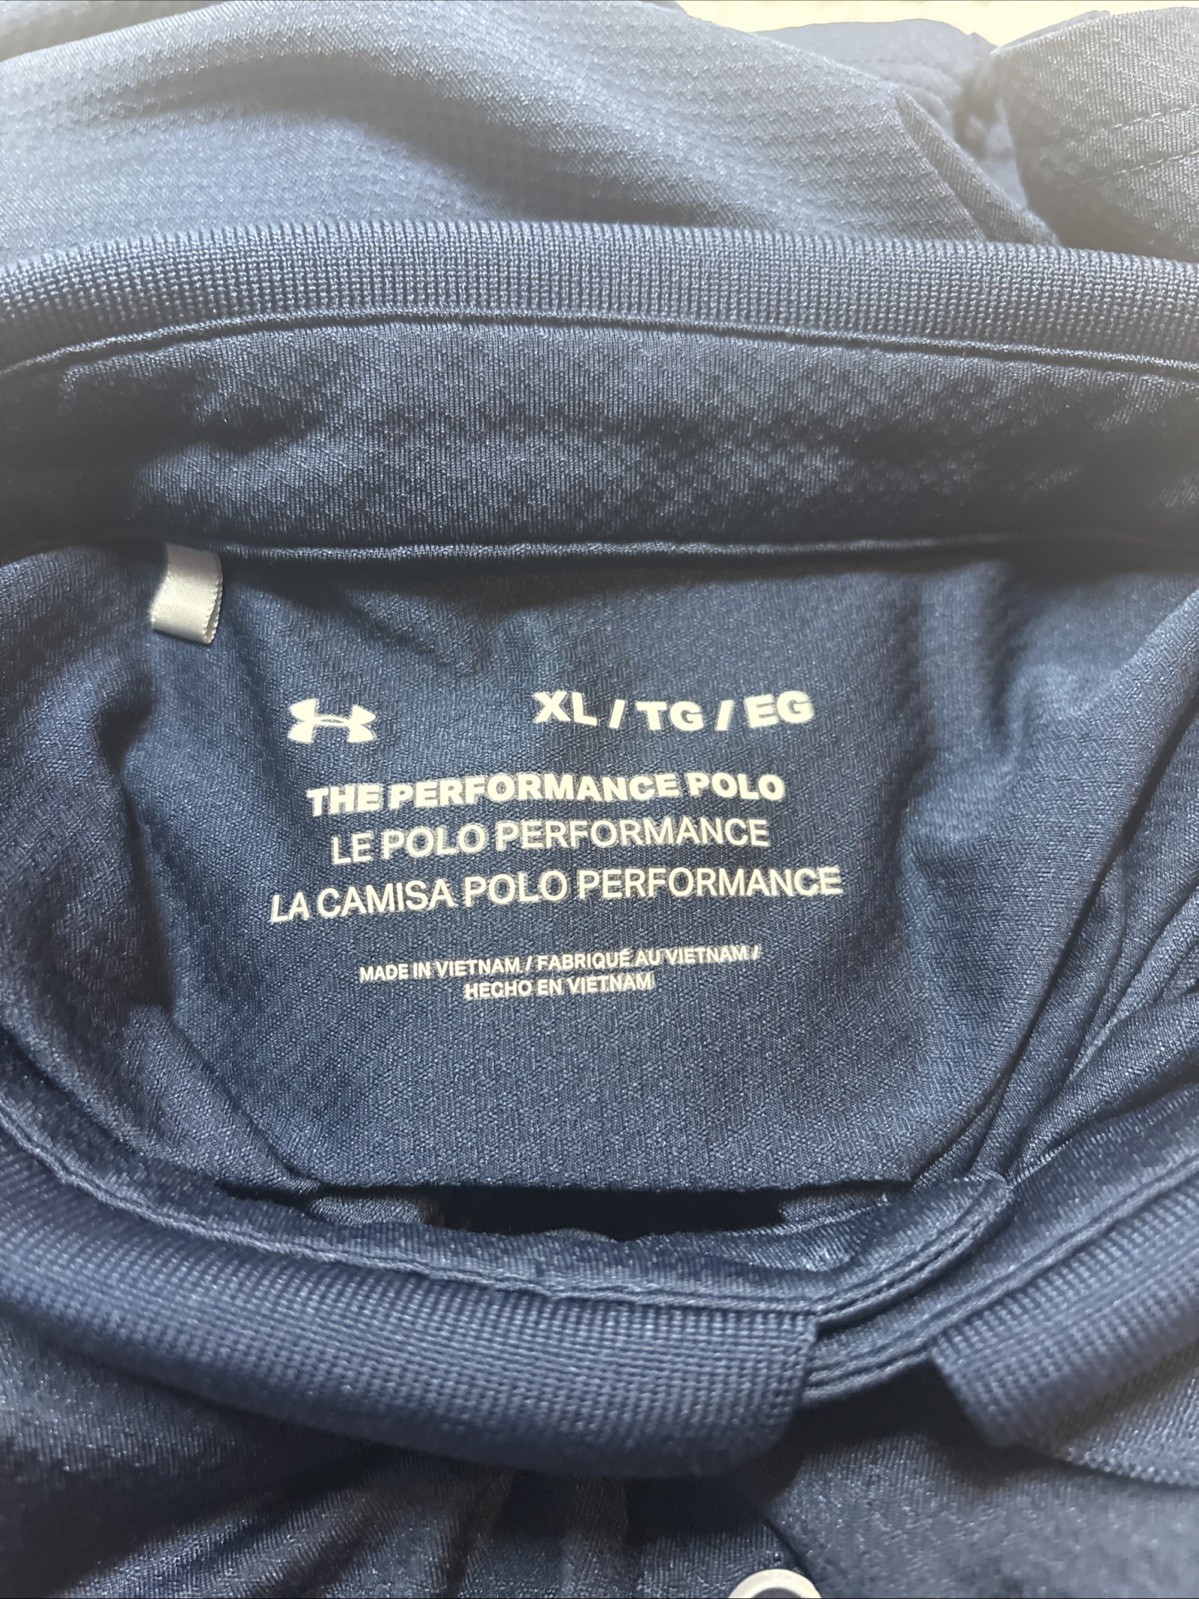 XL / TG / EG
THE PERFORMANCE POLO
LE POLO PERFORMANCE
LA CAMISA POLO PERFORMANCE
MADE IN VIETNAM / FABRIQUÉ AU VIETNAM /
HECHO EN VIETNAM